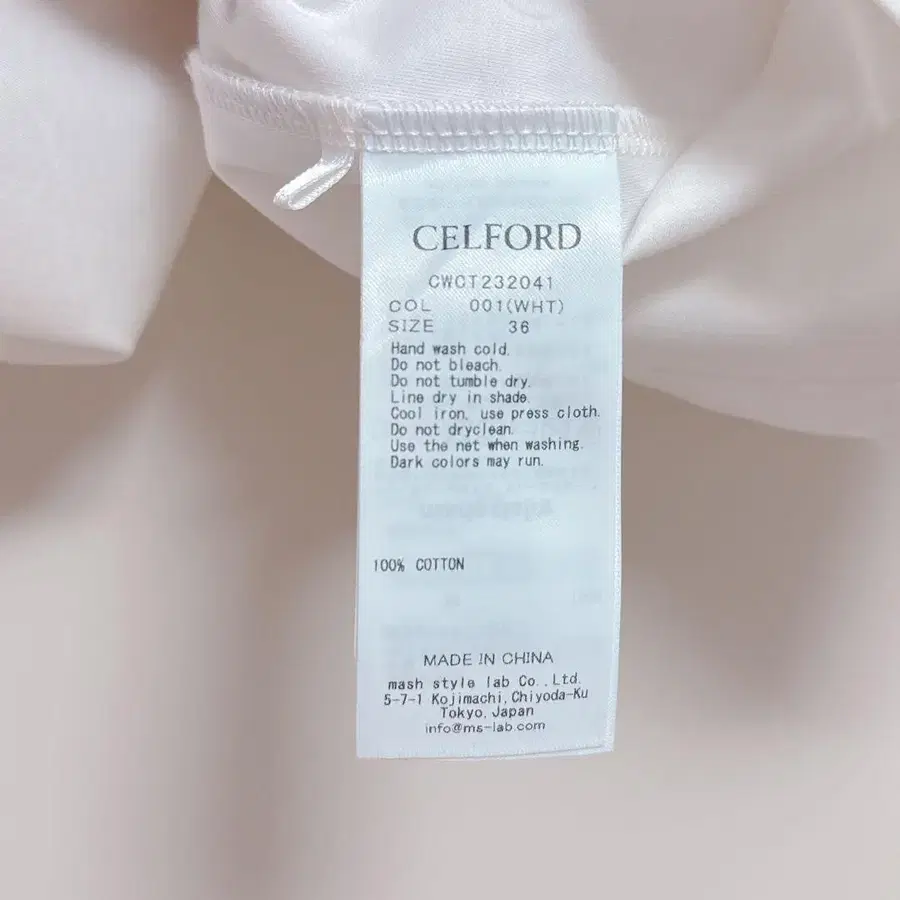 CELFORD
CWCT232041
COL 001(WHT)
SIZE 36
Hand wash cold.
Do not bleach.
Do not tumble dry.
Line dry in shade.
Cool iron, use press cloth.
Do not dryclean.
Use the net when washing.
Dark colors may run.
100% COTTON
MADE IN CHINA
mash style lab Co., Ltd.
5-7-1 Kojimachi, Chiyoda-Ku
Tokyo, Japan
info@ms-lab.com